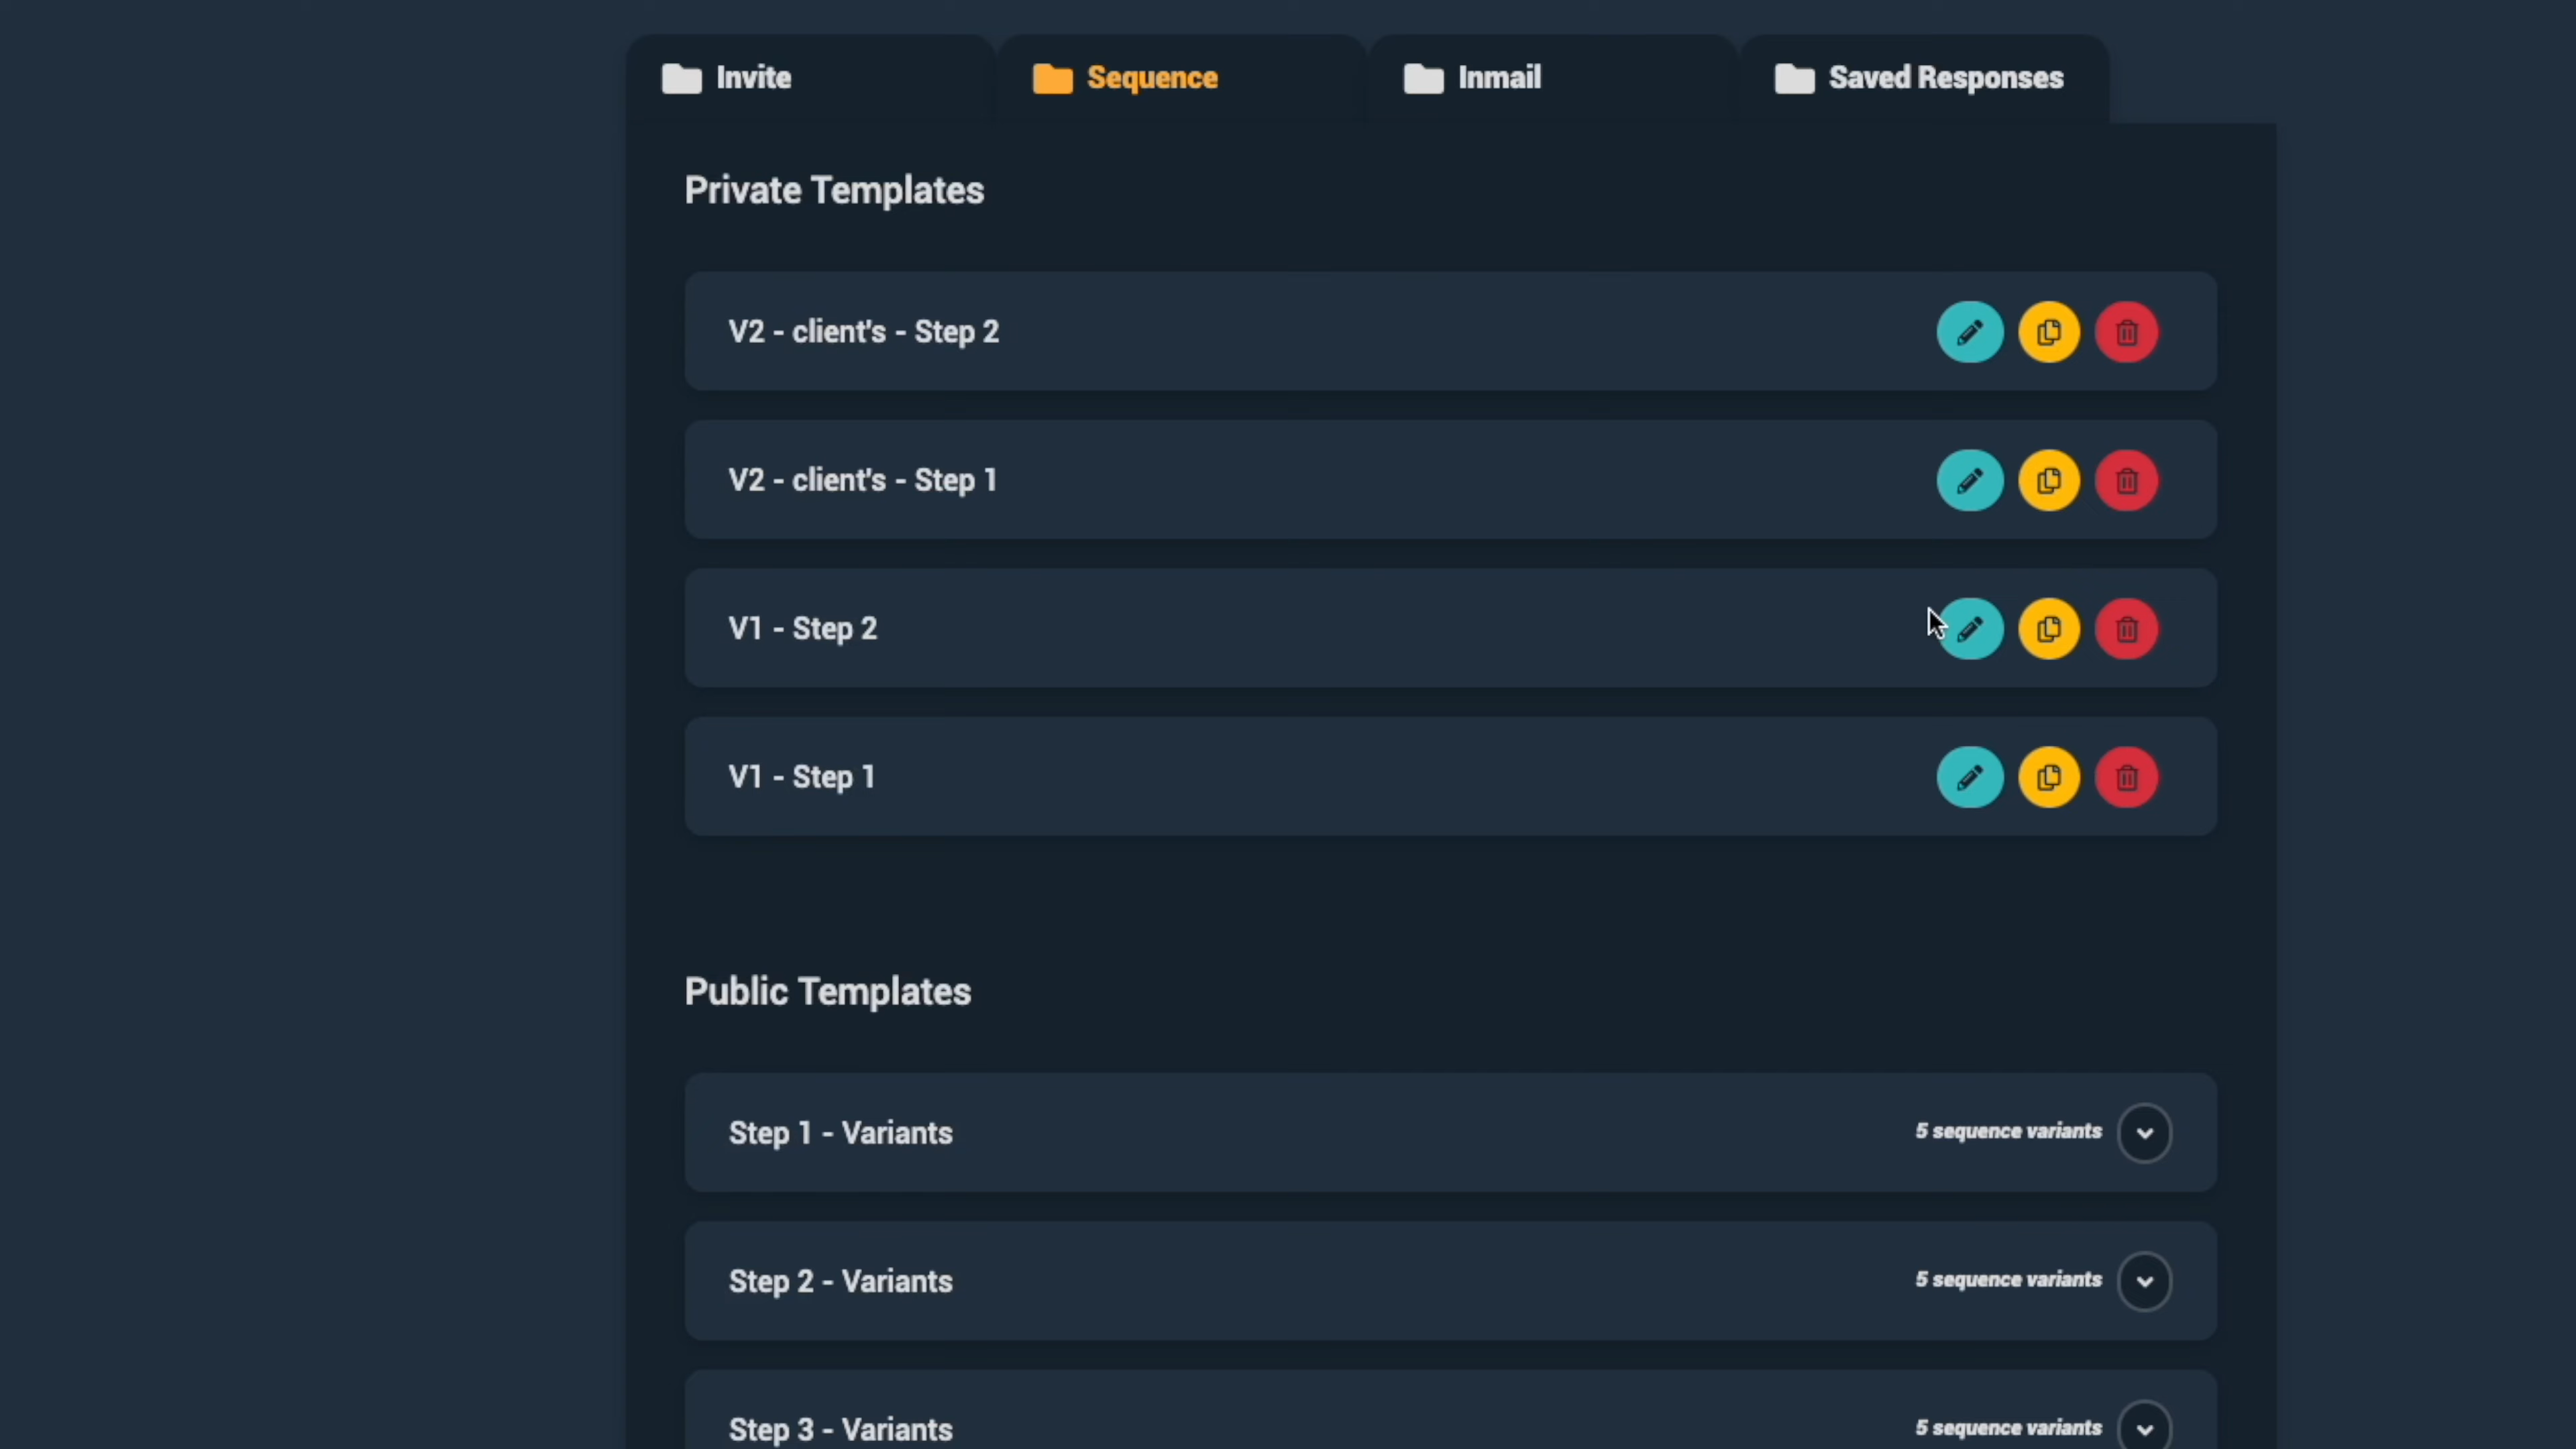 Invite
Sequence
Inmail
Saved Responses
Private Templates
V2 - client's - Step 2
V2 - client's - Step 1
V1 - Step 2
V1 - Step 1
Public Templates
Step 1 - Variants
5 sequence variants
Step 2 - Variants
5 sequence variants
Step 3 - Variants
5 sequence variants